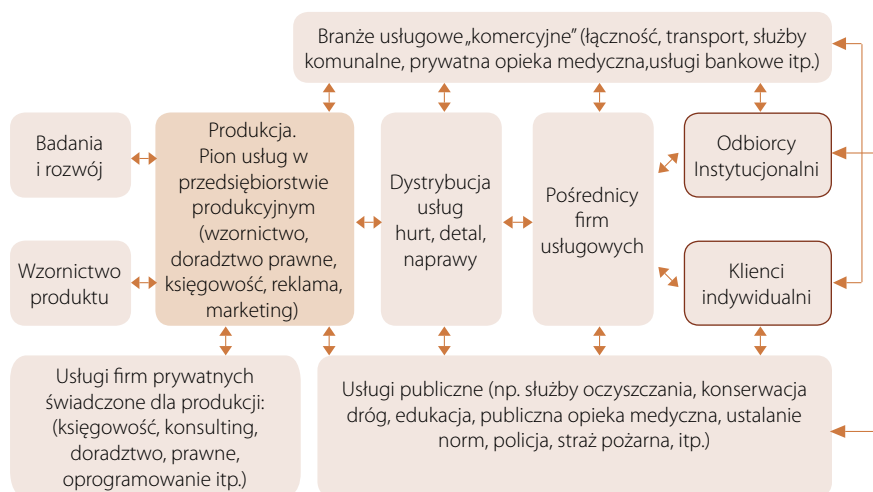 Branże usługowe „komercyjne” (łączność, transport, służby
komunalne, prywatna opieka medyczna,usługi bankowe itp.)
Badania
i rozwój
Wzornictwo
produktu
Produkcja.
Pion usług w
przedsiębiorstwie
produkcyjnym
(wzornictwo,
doradztwo prawne,
księgowość, reklama,
marketing)
Dystrybucja
usług
hurt, detal,
naprawy
Pośrednicy
firm
usługowych
Odbiorcy
Instytucjonalni
Klienci
indywidualni
Usługi firm prywatnych
świadczone dla produkcji:
(księgowość, konsulting,
doradztwo, prawne,
oprogramowanie itp.)
Usługi publiczne (np. służby oczyszczania, konserwacja
dróg, edukacja, publiczna opieka medyczna, ustalanie
norm, policja, straż pożarna, itp.)